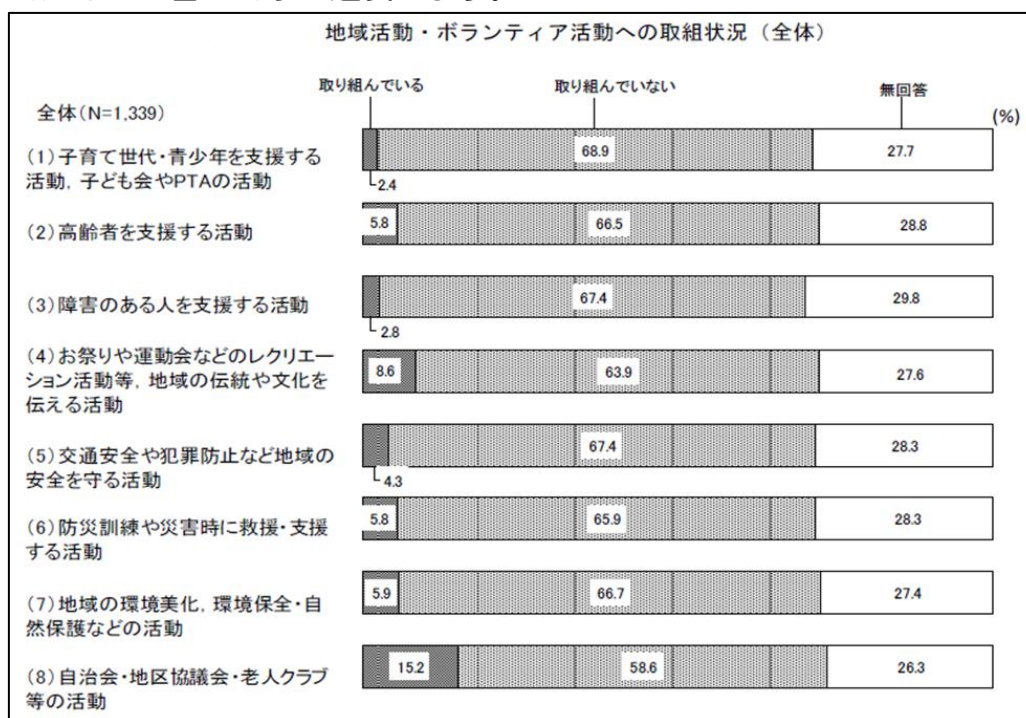 地域活動・ボランティア活動への取組状況（全体）
取り組んでいる 取り組んでいない 無回答
全体(N=1,339) (%)
(1)子育て世代・青少年を支援する
活動，子ども会やPTAの活動
68.9 27.7
2.4
(2)高齢者を支援する活動
5.8 66.5 28.8
(3)障害のある人を支援する活動
67.4 29.8
2.8
(4)お祭りや運動会などのレクリエー
ション活動等，地域の伝統や文化を
伝える活動
8.6 63.9 27.6
(5)交通安全や犯罪防止など地域の
安全を守る活動
67.4 28.3
4.3
(6)防災訓練や災害時に救援・支援
する活動
5.8 65.9 28.3
(7)地域の環境美化，環境保全・自
然保護などの活動
5.9 66.7 27.4
(8)自治会・地区協議会・老人クラブ
等の活動
15.2 58.6 26.3